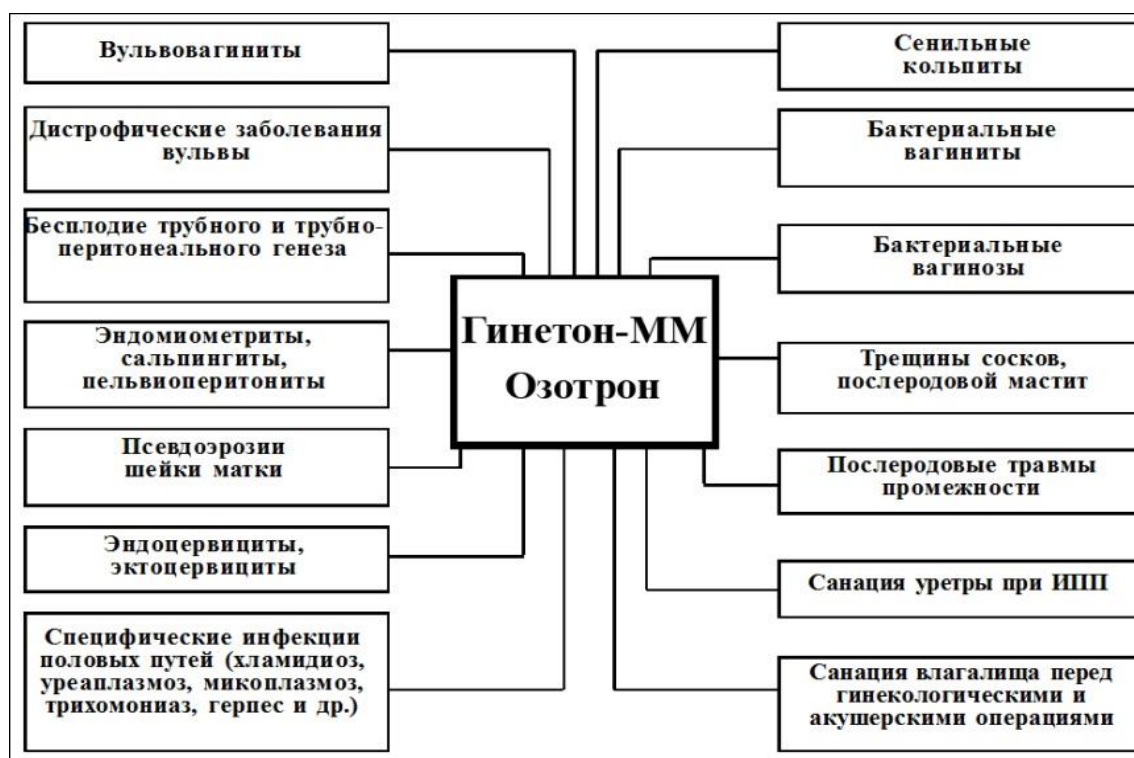 Вульвовагиниты
Дистрофические заболевания
вульвы
Бесплодие трубного и трубно-
перитонеального генеза
Эндомиометриты,
сальпингиты,
пельвиоперитониты
Псевдоэрозии
шейки матки
Эндоцервициты,
эктоцервициты
Специфические инфекции
половых путей (хламидиоз,
уреаплазмоз, микоплазмоз,
трихомониаз, герпес и др.)
Гинетон-ММ
Озотрон
Сенильные
кольпиты
Бактериальные
вагиниты
Бактериальные
вагинозы
Трещины сосков,
послеродовой мастит
Послеродовые травмы
промежности
Санация уретры при ИПП
Санация влагалища перед
гинекологическими и
акушерскими операциями